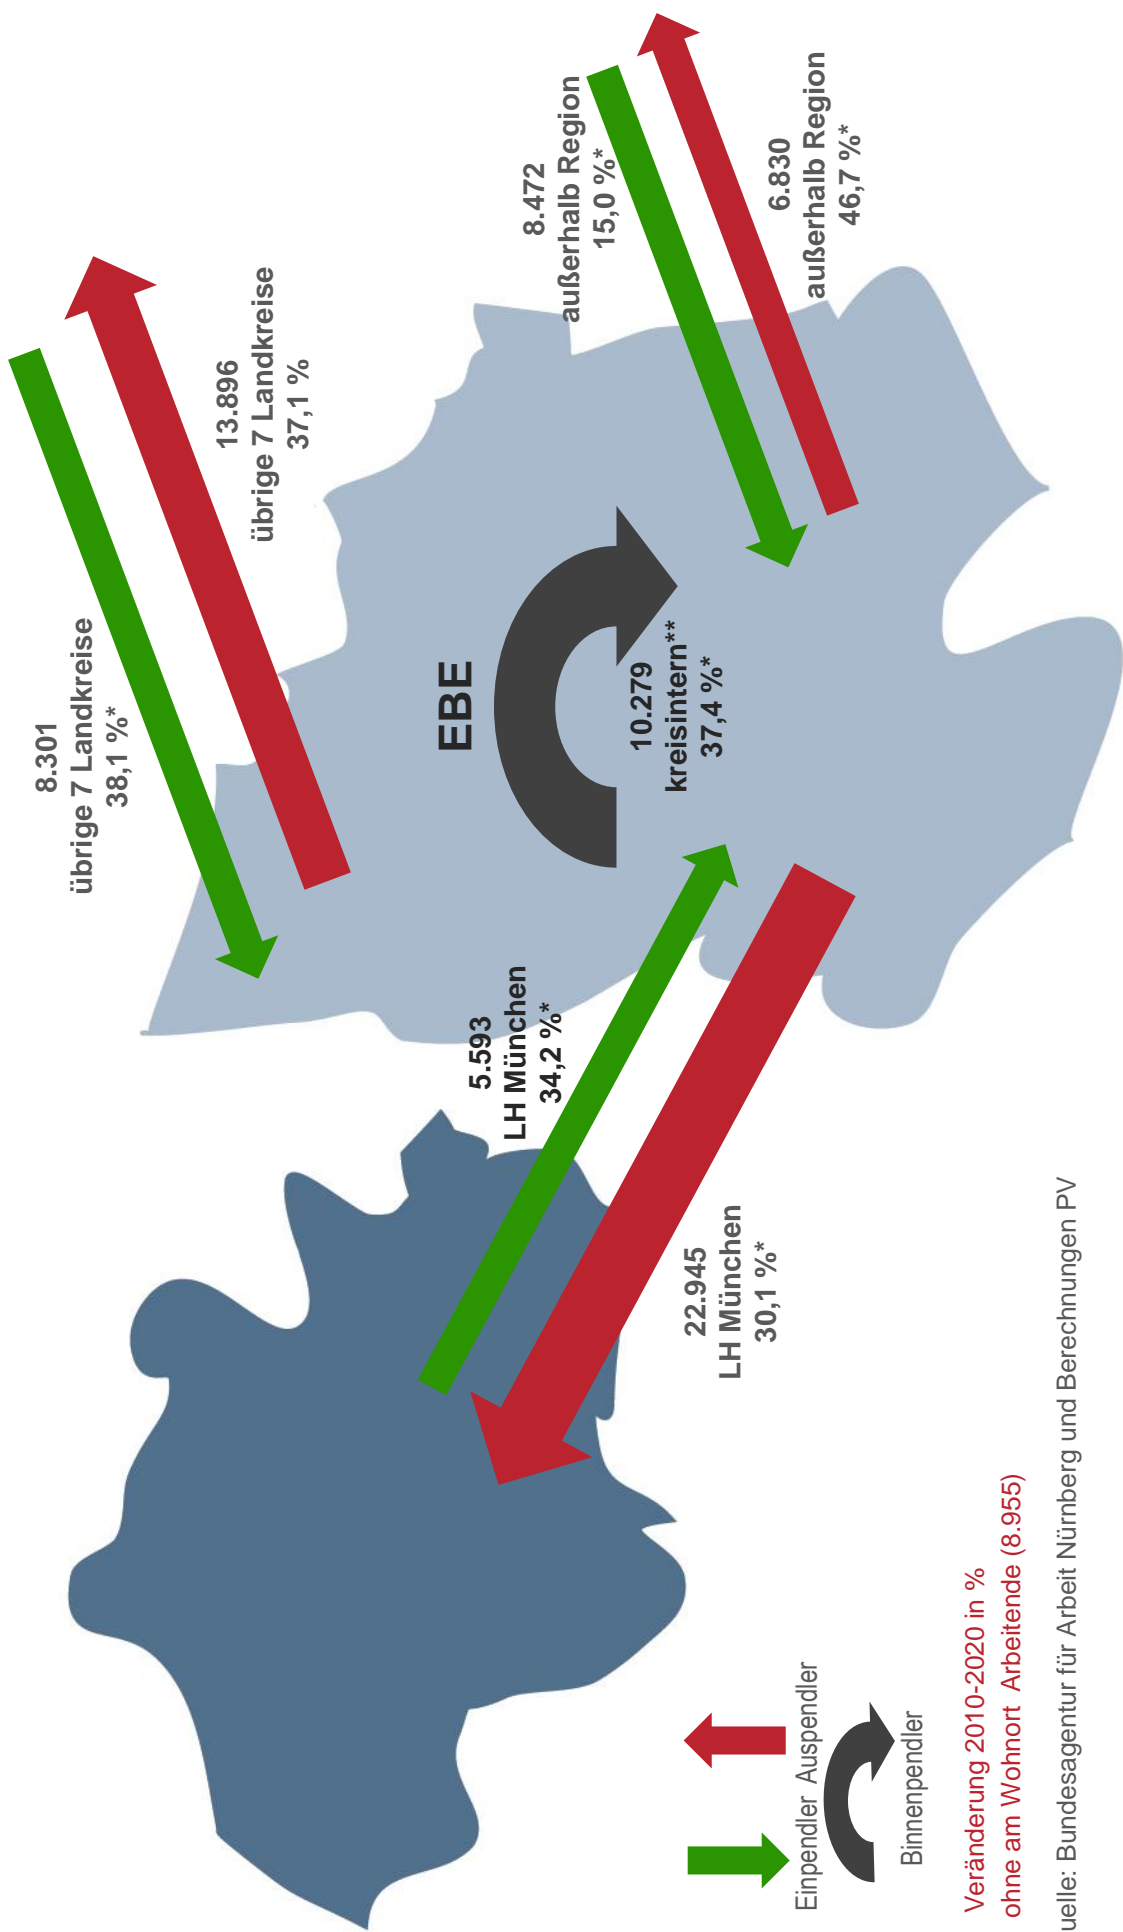 8.301
übrige 7 Landkreise
38,1 %*
13.896
übrige 7 Landkreise
37,1 %
EBE
5.593
LH München
34,2 %*
10.279
kreisintern**
37,4 %*
8.472
außerhalb Region
15,0 %*
22.945
LH München
30,1 %*
6.830
außerhalb Region
46,7 %*
Einpendler Auspendler
Binnenpendler
Veränderung 2010-2020 in %
ohne am Wohnort Arbeitende (8.955)
uelle: Bundesagentur für Arbeit Nürnberg und Berechnungen PV